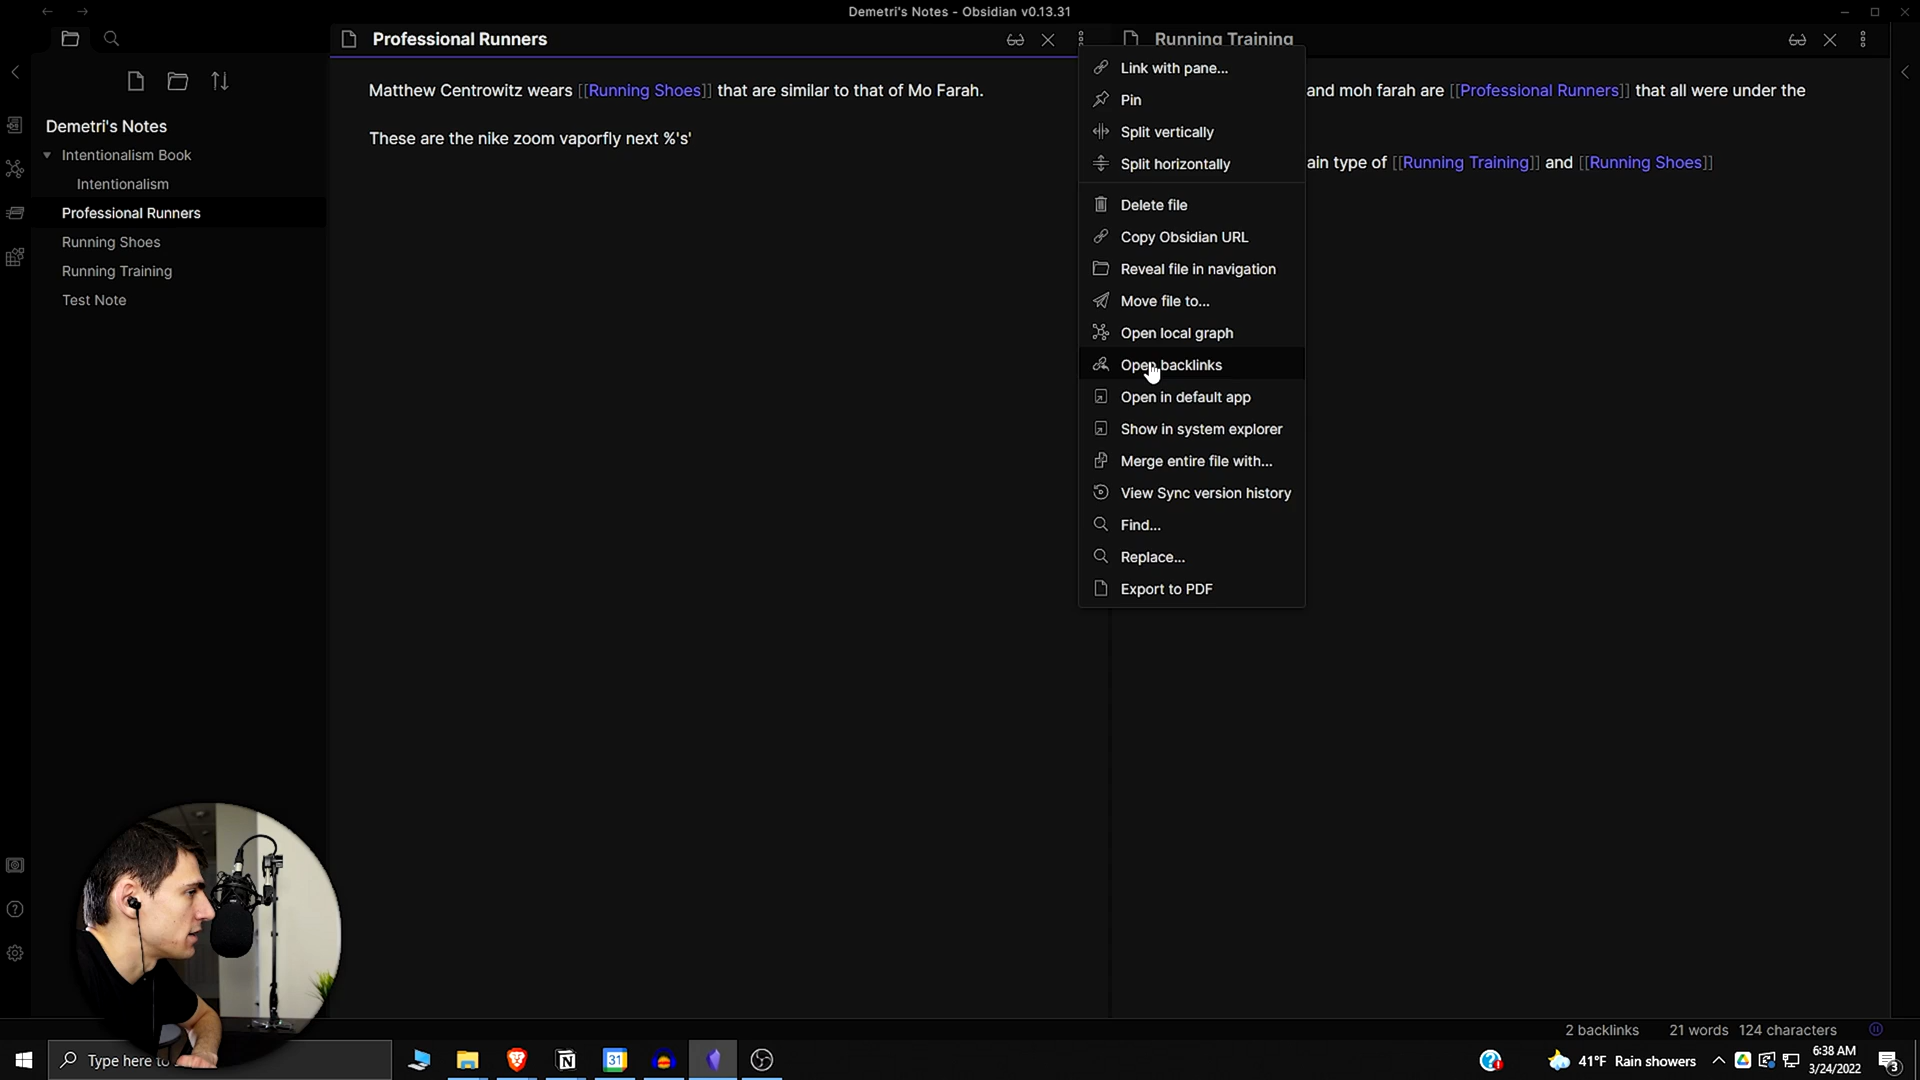 Demetri's Notes - Obsidian v0.13.31
Professional Runners
Running Training
Matthew Centrowitz wears [[Running Shoes]] that are similar to that of Mo Farah.
These are the nike zoom vaporfly next %'s'
Demetri's Notes
Intentionalism Book
Intentionalism
Professional Runners
Running Shoes
Running Training
Test Note
Link with pane...
Pin
Split vertically
Split horizontally
Delete file
Copy Obsidian URL
Reveal file in navigation
Move file to...
Open local graph
Open backlinks
Open in default app
Show in system explorer
Merge entire file with...
View Sync version history
Find...
Replace...
Export to PDF
and moh farah are [[Professional Runners]] that all were under the
ain type of [[Running Training]] and [[Running Shoes]]
2 backlinks 21 words 124 characters
Type here to
31
41°F Rain showers
6:38 AM
3/24/2022
3